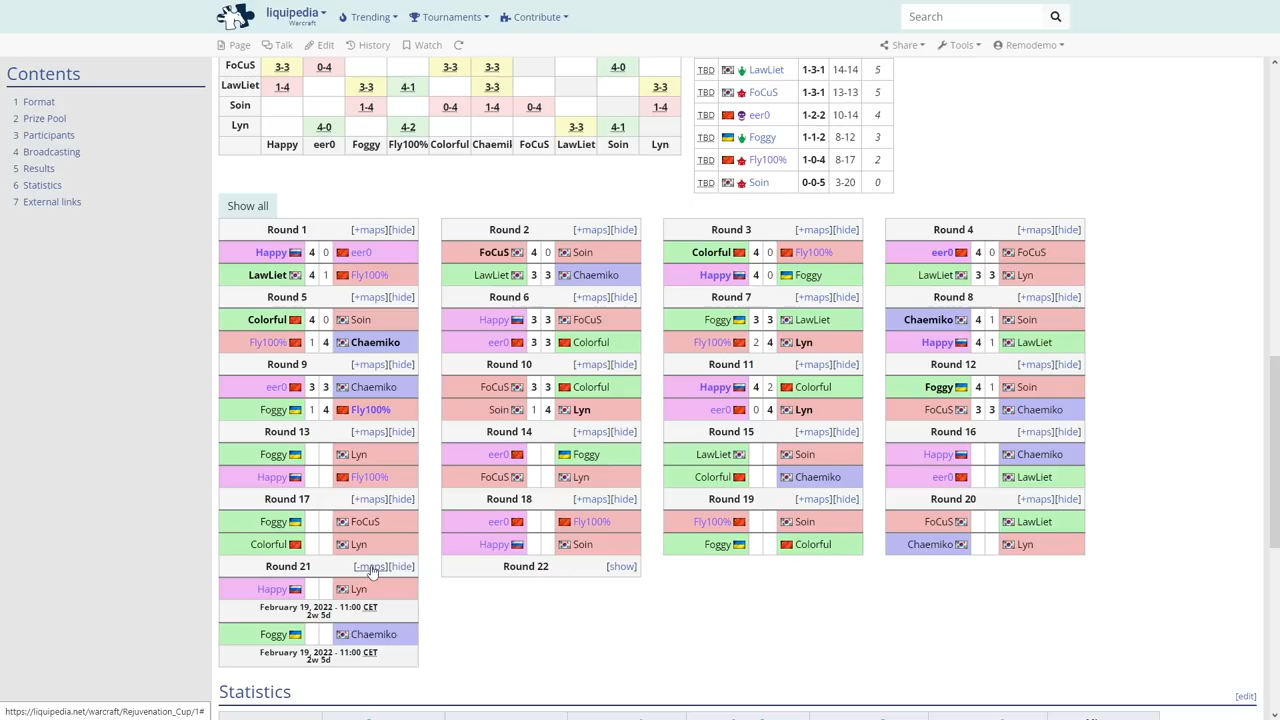 liquipedia
Warcraft
Trending
Tournaments
Contribute
Search
Page Talk Edit History Watch
Share Tools Remodemo
Contents
1 Format
2 Prize Pool
3 Participants
4 Broadcasting
5 Results
6 Statistics
7 External links
FoCuS 3-3 0-4 3-3 3-3 4-0
LawLiet 1-4 3-3 4-1 3-3 3-3
Soin 1-4 0-4 1-4 0-4 1-4
Lyn 4-0 4-2 3-3 4-1
Happy eer0 Foggy Fly100% Colorful Chaemil FoCuS LawLiet Soin Lyn
TBD LawLiet 1-3-1 14-14 5
TBD FoCuS 1-3-1 13-13 5
TBD eer0 1-2-2 10-14 4
TBD Foggy 1-1-2 8-12 3
TBD Fly100% 1-0-4 8-17 2
TBD Soin 0-0-5 3-20 0
Show all
Round 1 [+maps][hide]
Happy 4 0 eer0
LawLiet 4 1 Fly100%
Round 2 [+maps][hide]
FoCuS 4 0 Soin
LawLiet 3 3 Chaemiko
Round 3 [+maps][hide]
Colorful 4 0 Fly100%
Happy 4 0 Foggy
Round 4 [+maps][hide]
eer0 4 0 FoCuS
LawLiet 3 3 Lyn
Round 5 [+maps][hide]
Colorful 4 0 Soin
Fly100% 1 4 Chaemiko
Round 6 [+maps][hide]
Happy 3 3 FoCuS
eer0 3 3 Colorful
Round 7 [+maps][hide]
Foggy 3 3 LawLiet
Fly100% 2 4 Lyn
Round 8 [+maps][hide]
Chaemiko 4 1 Soin
Happy 4 1 LawLiet
Round 9 [+maps][hide]
eer0 3 3 Chaemiko
Foggy 1 4 Fly100%
Round 10 [+maps][hide]
FoCuS 3 3 Colorful
Soin 1 4 Lyn
Round 11 [+maps][hide]
Happy 4 2 Colorful
eer0 0 4 Lyn
Round 12 [+maps][hide]
Foggy 4 1 Soin
FoCuS 3 3 Chaemiko
Round 13 [+maps][hide]
Foggy Lyn
Happy Fly100%
Round 14 [+maps][hide]
eer0 Foggy
FoCuS Lyn
Round 15 [+maps][hide]
LawLiet Soin
Colorful Chaemiko
Round 16 [+maps][hide]
Happy Chaemiko
eer0 LawLiet
Round 17 [+maps][hide]
Foggy FoCuS
Colorful Lyn
Round 18 [+maps][hide]
eer0 Fly100%
Happy Soin
Round 19 [+maps][hide]
Fly100% Soin
Foggy Colorful
Round 20 [+maps][hide]
FoCuS LawLiet
Chaemiko Lyn
Round 21 [-maps][hide]
Happy Lyn
February 19, 2022 - 11:00 CET
2w 5d
Foggy Chaemiko
February 19, 2022 - 11:00 CET
2w 5d
Round 22 [show]
Statistics
[edit]
https://liquipedia.net/warcraft/Rejuvenation_Cup/1#